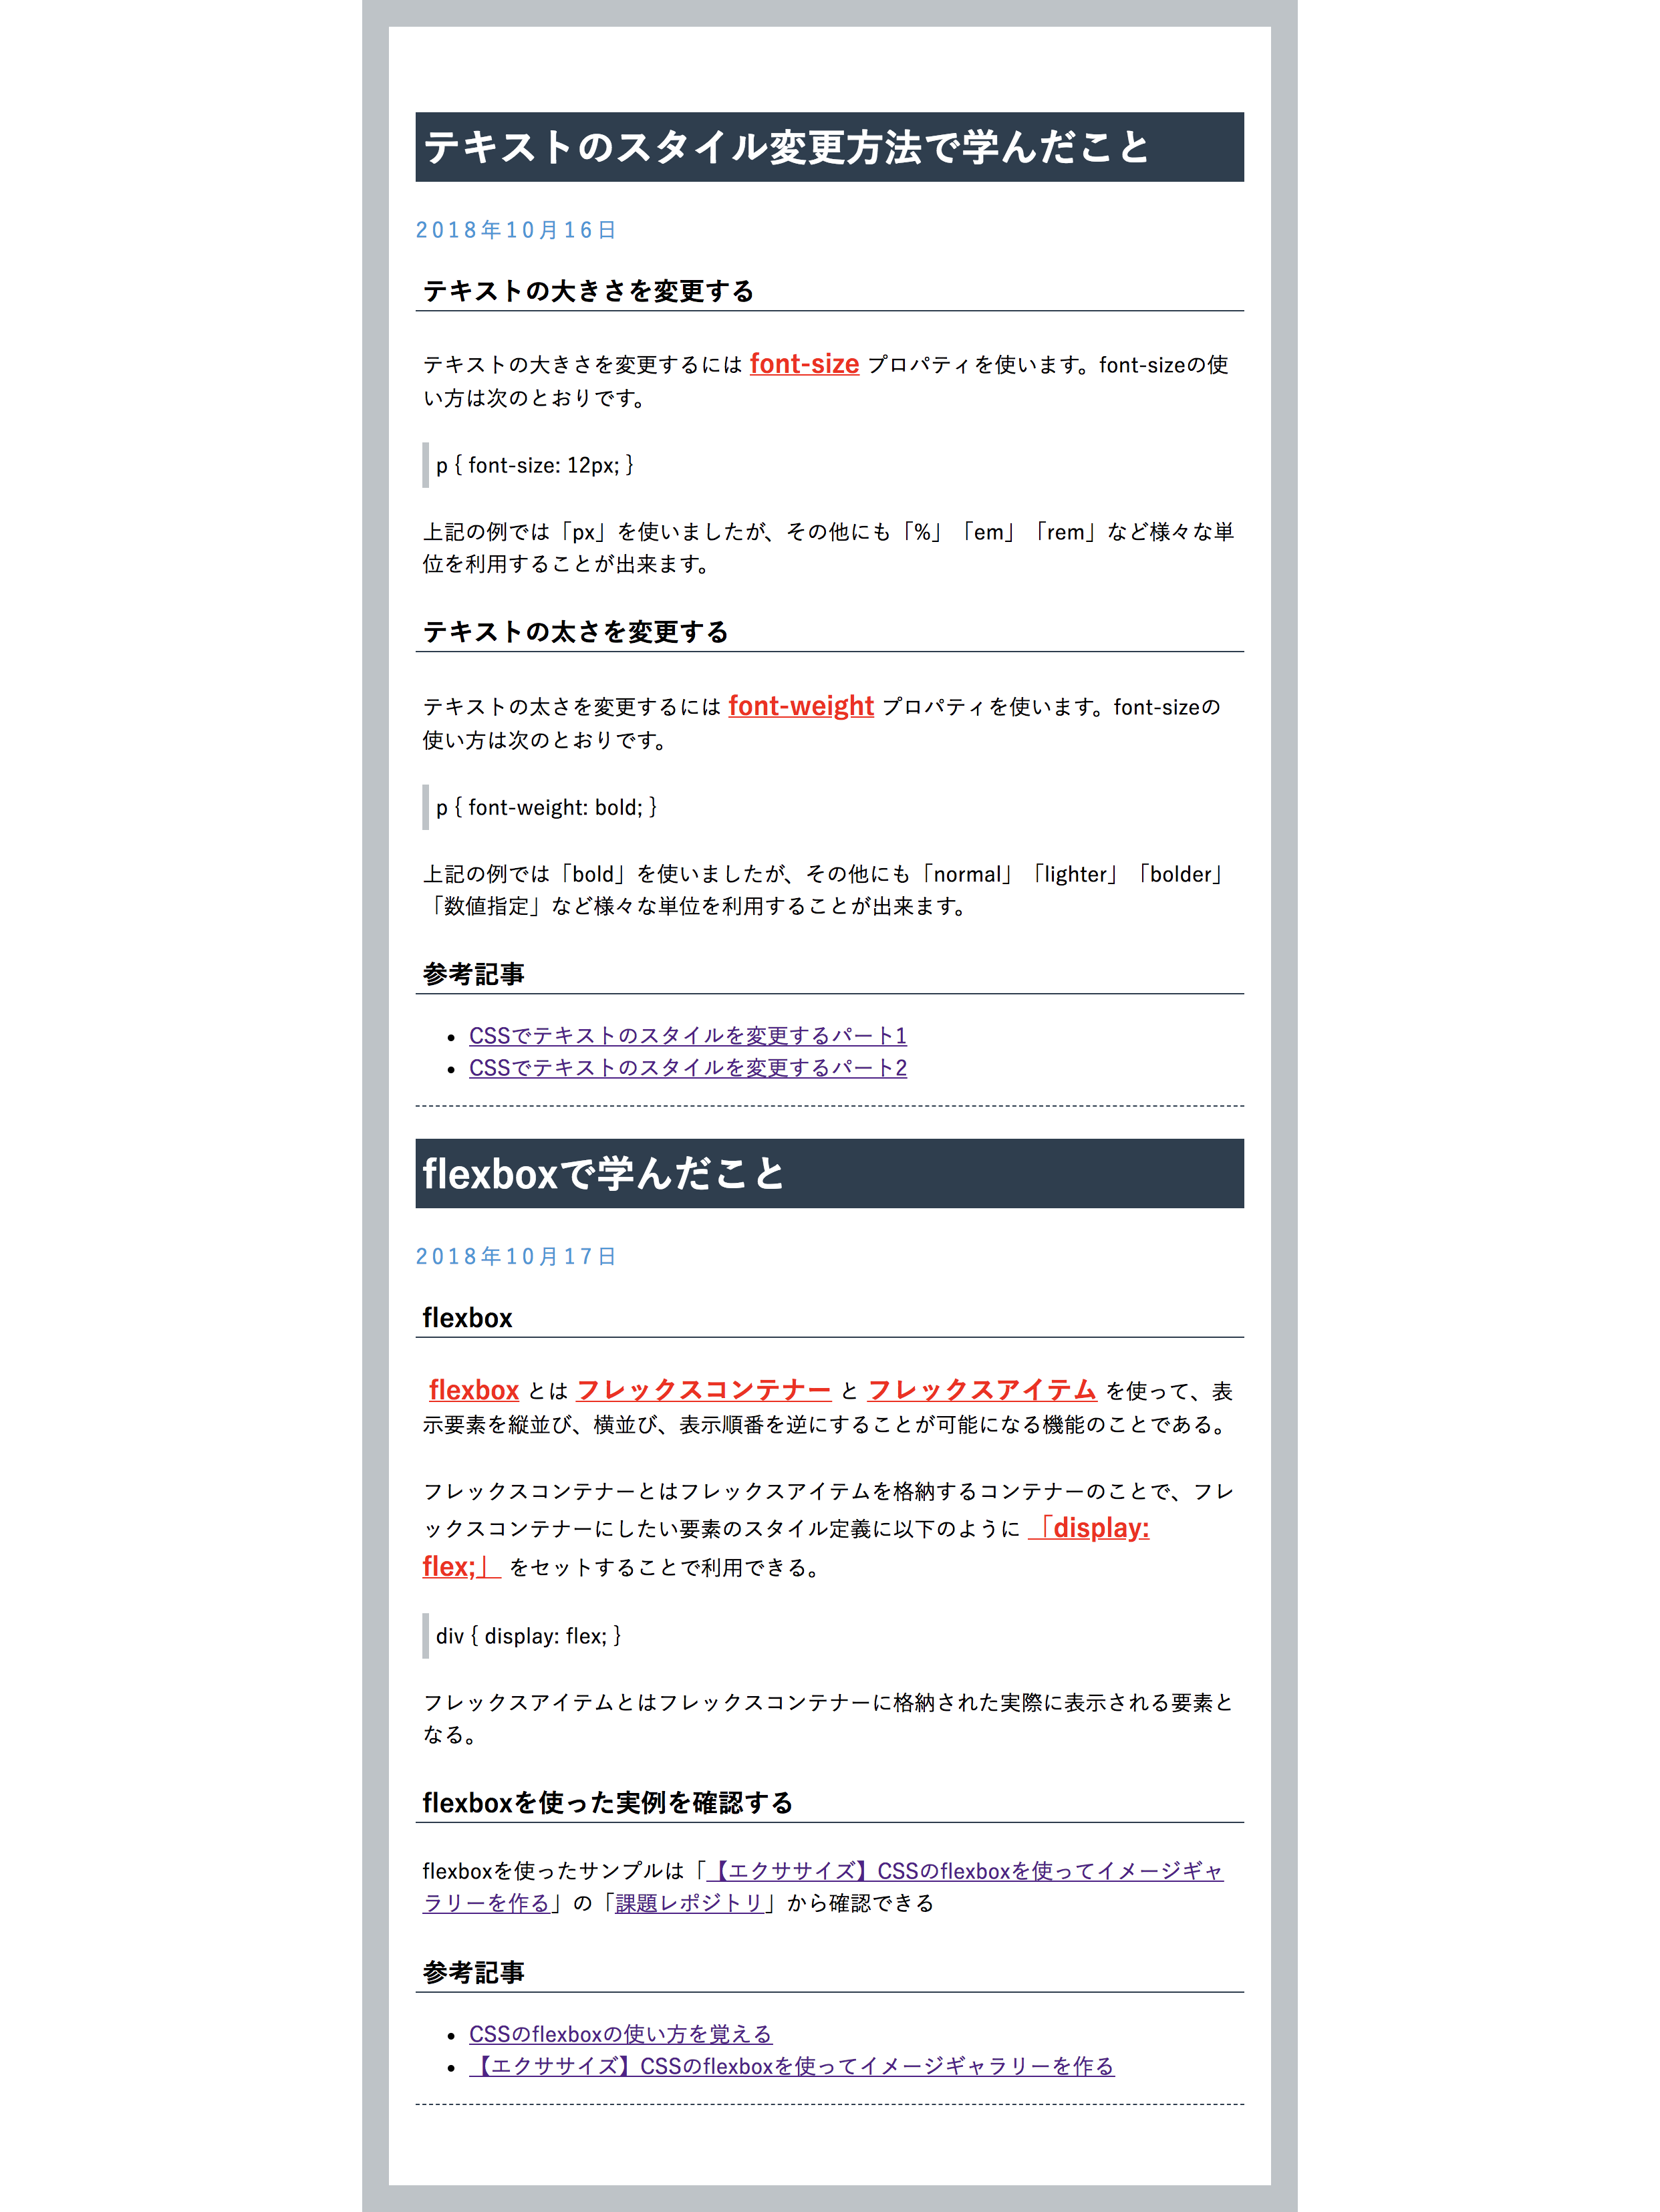 テキストのスタイル変更方法で学んだこと
2018年10月16日
テキストの大きさを変更する
テキストの大きさを変更するには font-size プロパティを使います。font-sizeの使
い方は次のとおりです。
p { font-size: 12px; }
上記の例では「px」を使いましたが、その他にも「%」「em」「rem」など様々な単
位を利用することが出来ます。
テキストの太さを変更する
テキストの太さを変更するには font-weight プロパティを使います。font-sizeの
使い方は次のとおりです。
p { font-weight: bold; }
上記の例では「bold」を使いましたが、その他にも「normal」「lighter」「bolder」
「数値指定」など様々な単位を利用することが出来ます。
参考記事
• CSSでテキストのスタイルを変更するパート1
• CSSでテキストのスタイルを変更するパート2
flexboxで学んだこと
2018年10月17日
flexbox
flexbox とは フレックスコンテナー と フレックスアイテム を使って、表
示要素を縦並び、横並び、表示順番を逆にすることが可能になる機能のことである。
フレックスコンテナーとはフレックスアイテムを格納するコンテナーのことで、フレ
ックスコンテナーにしたい要素のスタイル定義に以下のように 「display:
flex;」 をセットすることで利用できる。
div { display: flex; }
フレックスアイテムとはフレックスコンテナーに格納された実際に表示される要素と
なる。
flexboxを使った実例を確認する
flexboxを使ったサンプルは「【エクササイズ】CSSのflexboxを使ってイメージギャ
ラリーを作る」の「課題レポジトリ」から確認できる
参考記事
• CSSのflexboxの使い方を覚える
• 【エクササイズ】CSSのflexboxを使ってイメージギャラリーを作る